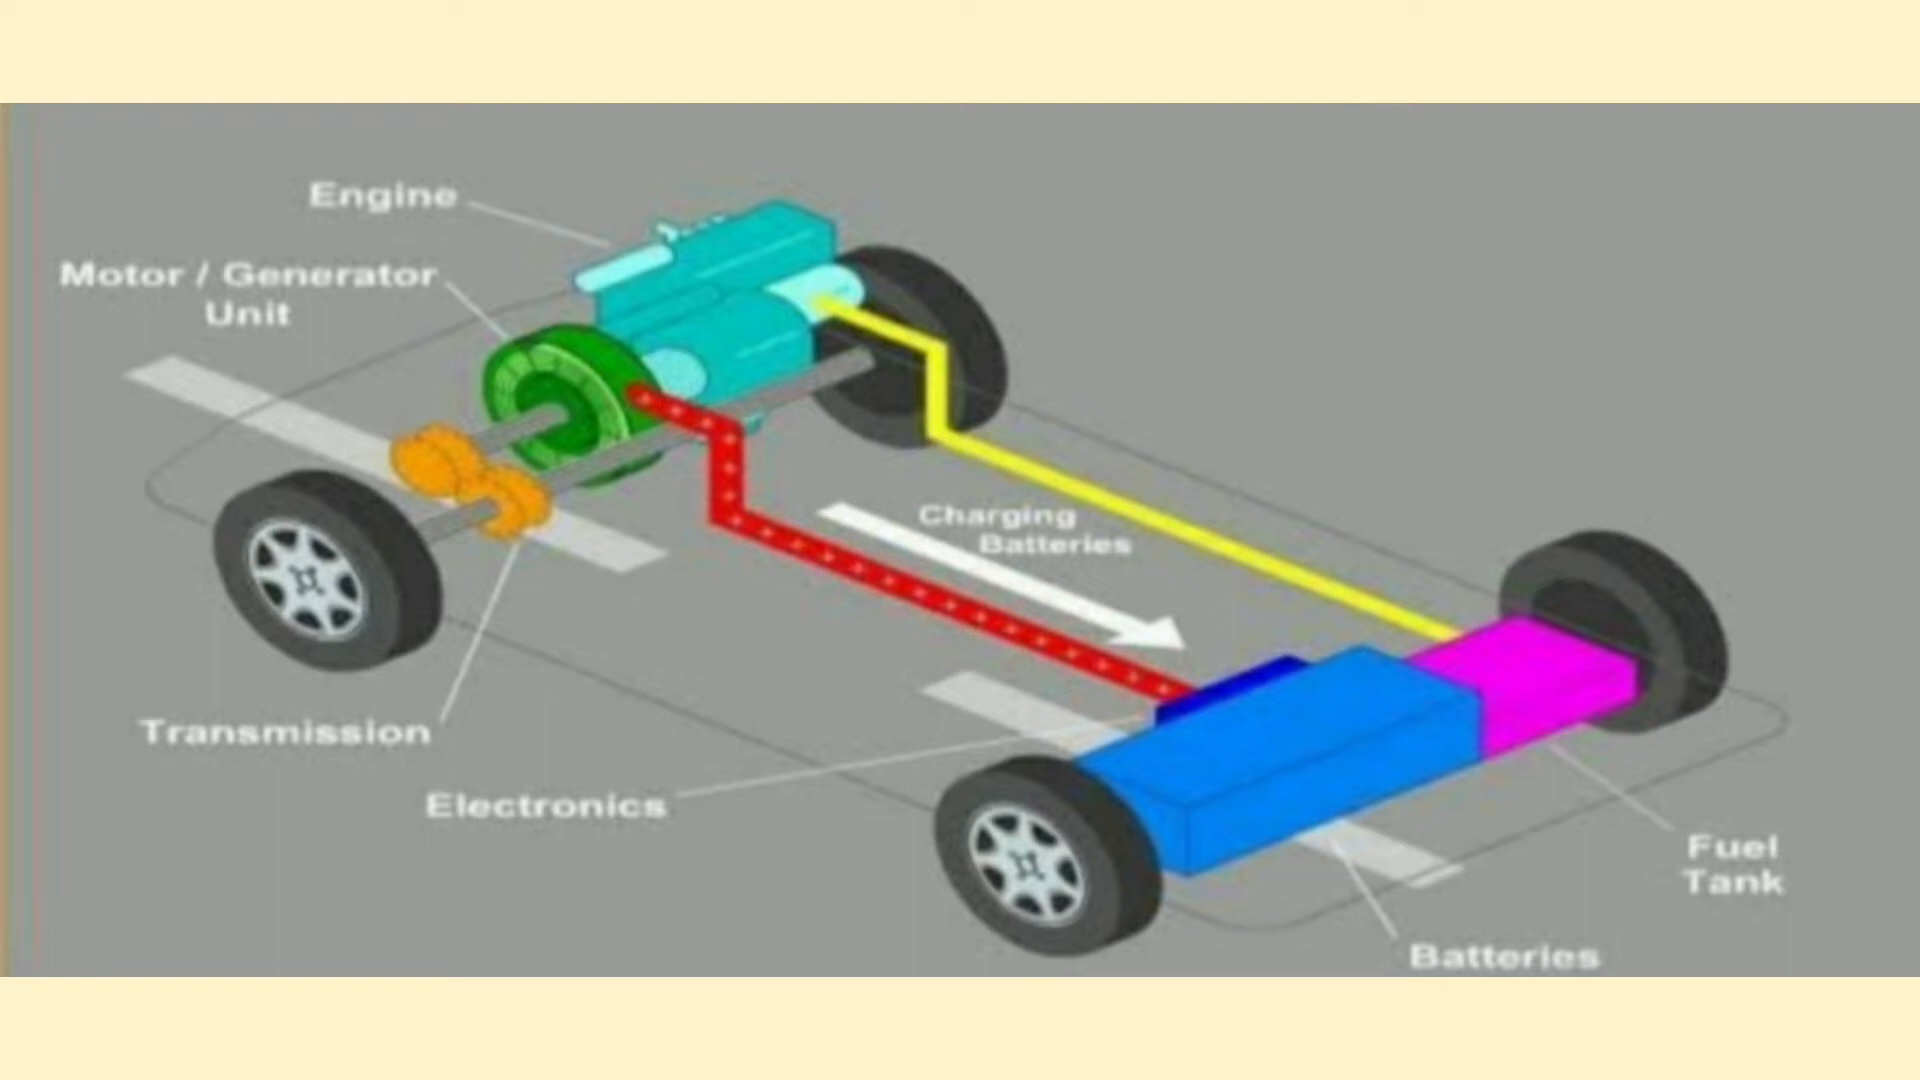 Engine
Motor / Generator
Unit
Charging
Batteries
Transmission
Electronics
Fuel
Tank
Batteries